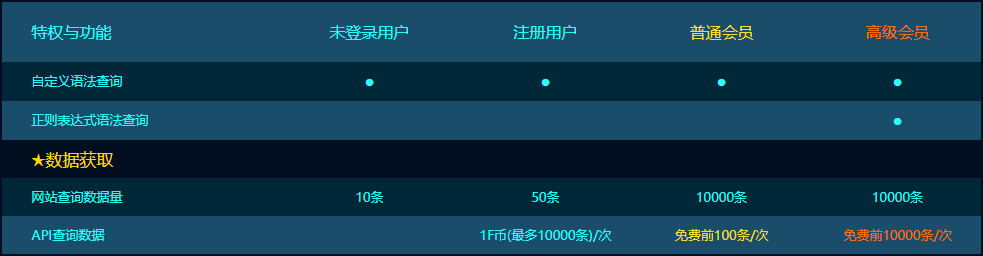 特权与功能 未登录用户 注册用户 普通会员 高级会员
自定义语法查询 ● ● ● ●
正则表达式语法查询 ●
★数据获取
网站查询数据量 10条 50条 10000条 10000条
API查询数据 1F币(最多10000条)/次 免费前100条/次 免费前10000条/次